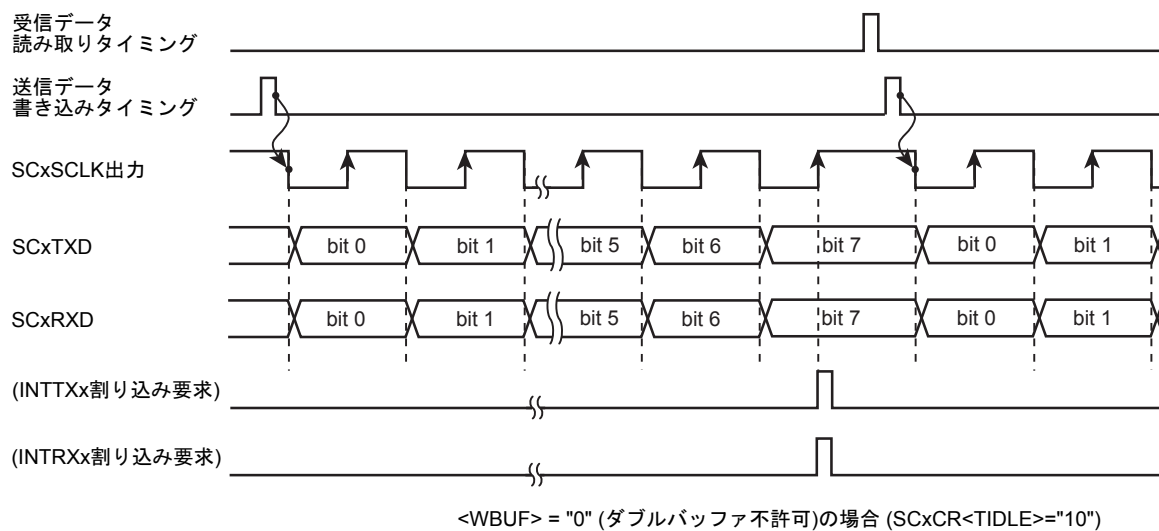 受信データ
読み取りタイミング
送信データ
書き込みタイミング
SCxSCLK出力
SCxTXD
bit 0
bit 1
bit 5
bit 6
bit 7
bit 0
bit 1
SCxRXD
bit 0
bit 1
bit 5
bit 6
bit 7
bit 0
bit 1
(INTTXx割り込み要求)
(INTRXx割り込み要求)
<WBUF> = "0" (ダブルバッファ不許可)の場合 (SCxCR<TIDLE>="10")